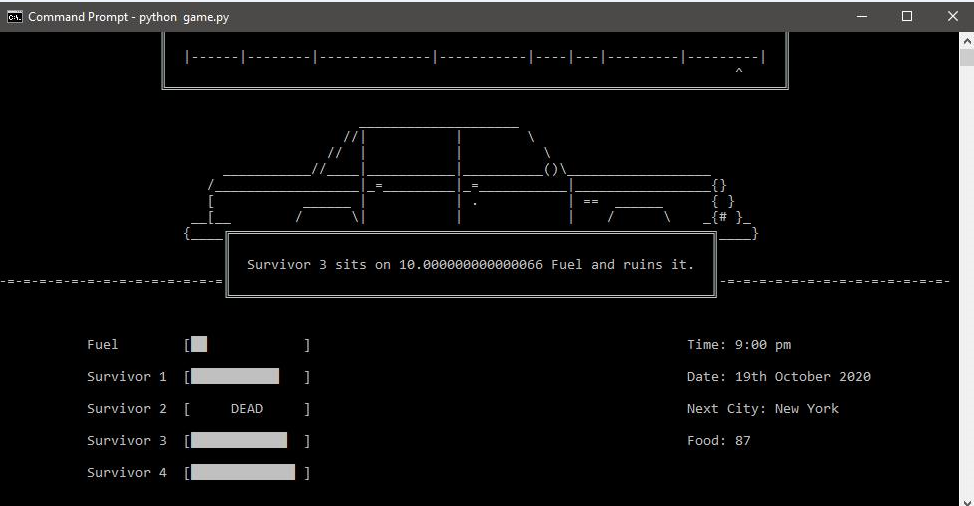 Command Prompt - python game.py
Survivor 3 sits on 10.000000000000066 Fuel and ruins it.
Fuel [ ] Time: 9:00 pm
Survivor 1 [ ] Date: 19th October 2020
Survivor 2 [ DEAD ] Next City: New York
Survivor 3 [ ] Food: 87
Survivor 4 [ ]